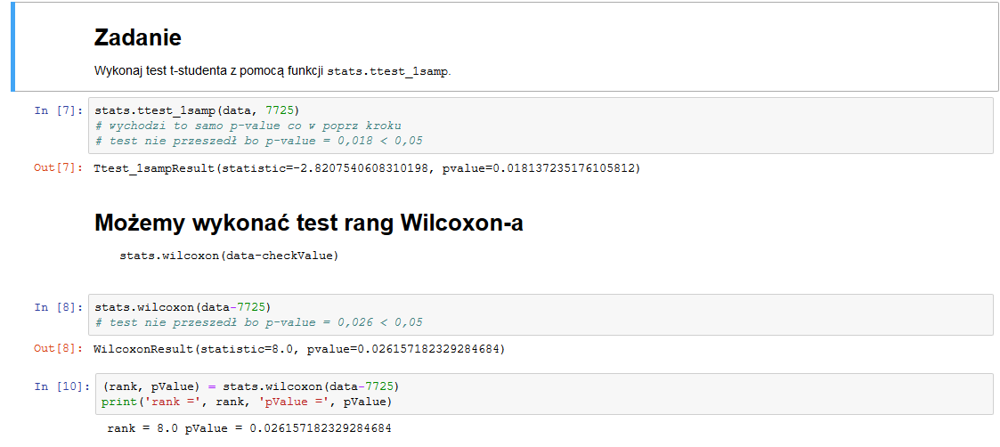 Zadanie
Wykonaj test t-studenta z pomocą funkcji stats.ttest_1samp.
In [7]: stats.ttest_1samp(data, 7725)
# wychodzi to samo p-value co w poprz kroku
# test nie przeszedł bo p-value = 0,018 < 0,05
Out[7]: Ttest_1sampResult(statistic=-2.8207540608310198, pvalue=0.018137235176105812)
Możemy wykonać test rang Wilcoxon-a
stats.wilcoxon(data-checkValue)
In [8]: stats.wilcoxon(data-7725)
# test nie przeszedł bo p-value = 0,026 < 0,05
Out[8]: WilcoxonResult(statistic=8.0, pvalue=0.026157182329284684)
In [10]: (rank, pValue) = stats.wilcoxon(data-7725)
print('rank =', rank, 'pValue =', pValue)
rank = 8.0 pValue = 0.026157182329284684